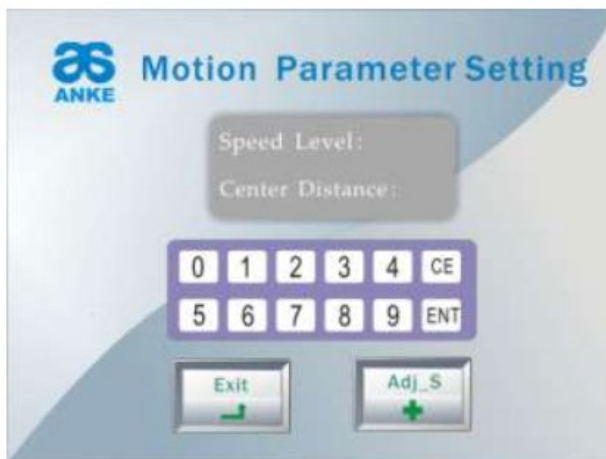 ANKE
Motion Parameter Setting
Speed Level:
Center Distance:
0 1 2 3 4 CE
5 6 7 8 9 ENT
Exit
Adj_S